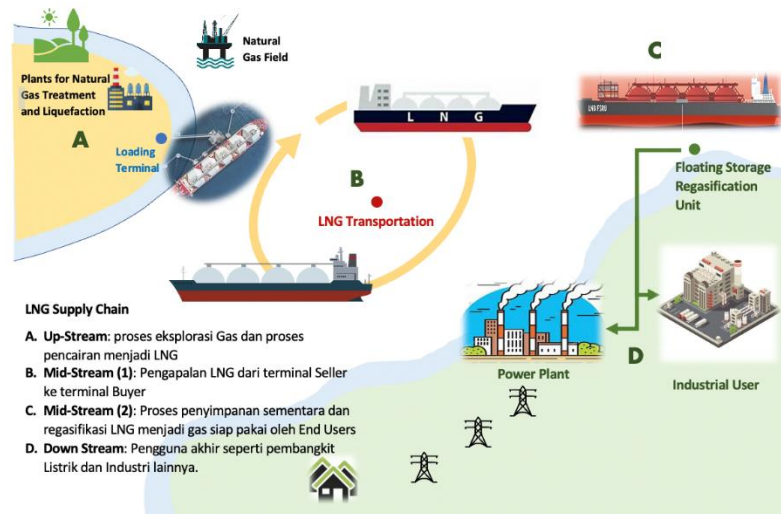 Natural
Gas Field
C
Plants for Natural
Gas Treatment
and Liquefaction
A
Loading
Terminal
L N G
LNG FSRU
B
LNG Transportation
Floating Storage
Regasification
Unit
LNG Supply Chain
A. Up-Stream: proses eksplorasi Gas dan proses
pencairan menjadi LNG
B. Mid-Stream (1): Pengapalan LNG dari terminal Seller
ke terminal Buyer
C. Mid-Stream (2): Proses penyimpanan sementara dan
regasifikasi LNG menjadi gas siap pakai oleh End Users
D. Down Stream: Pengguna akhir seperti pembangkit
Listrik dan Industri lainnya.
D
Power Plant
Industrial User